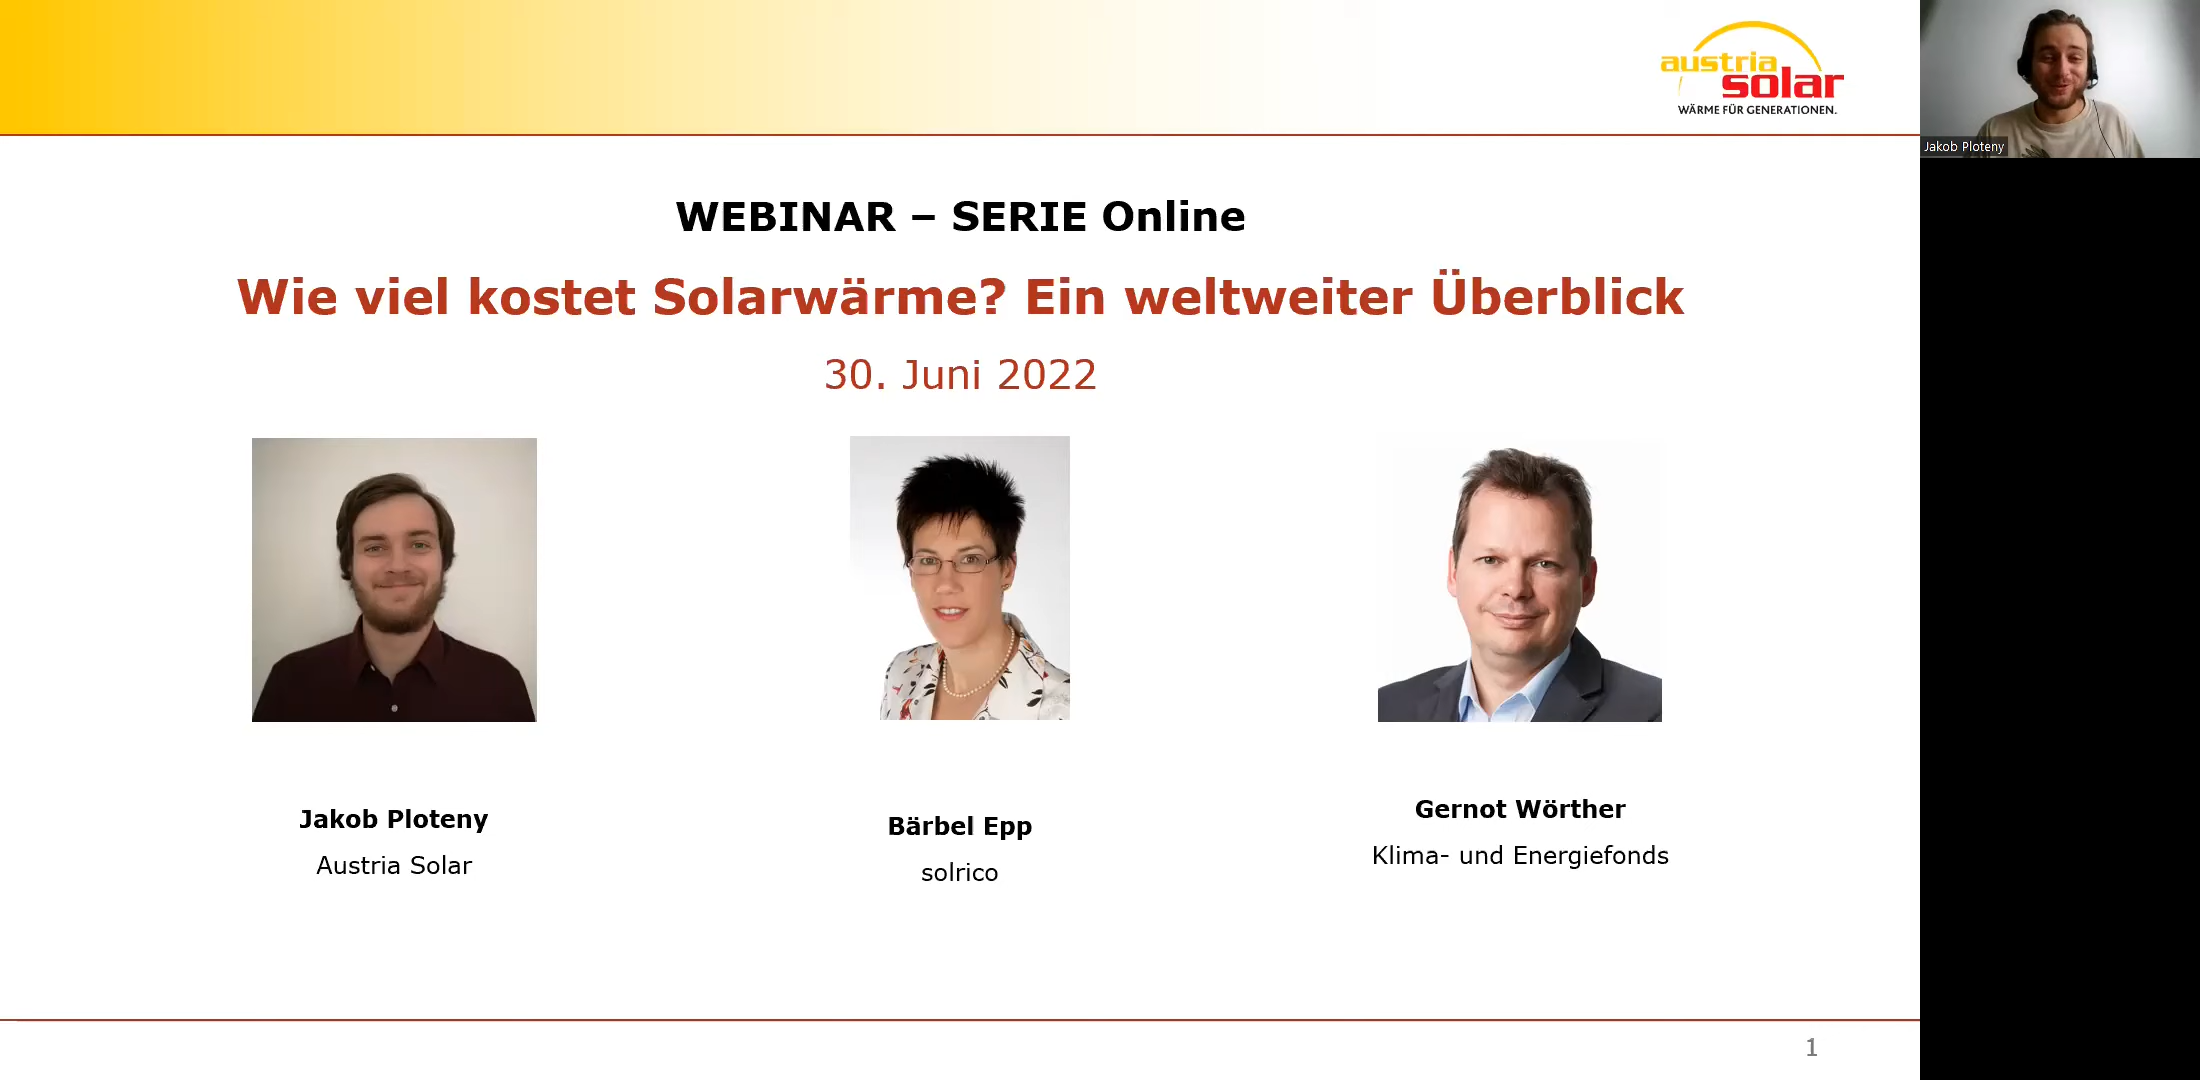 austria
solar
WÄRME FÜR GENERATIONEN.
Jakob Ploteny
WEBINAR – SERIE Online
Wie viel kostet Solarwärme? Ein weltweiter Überblick
30. Juni 2022
Jakob Ploteny
Austria Solar
Bärbel Epp
solrico
Gernot Wörther
Klima- und Energiefonds
1